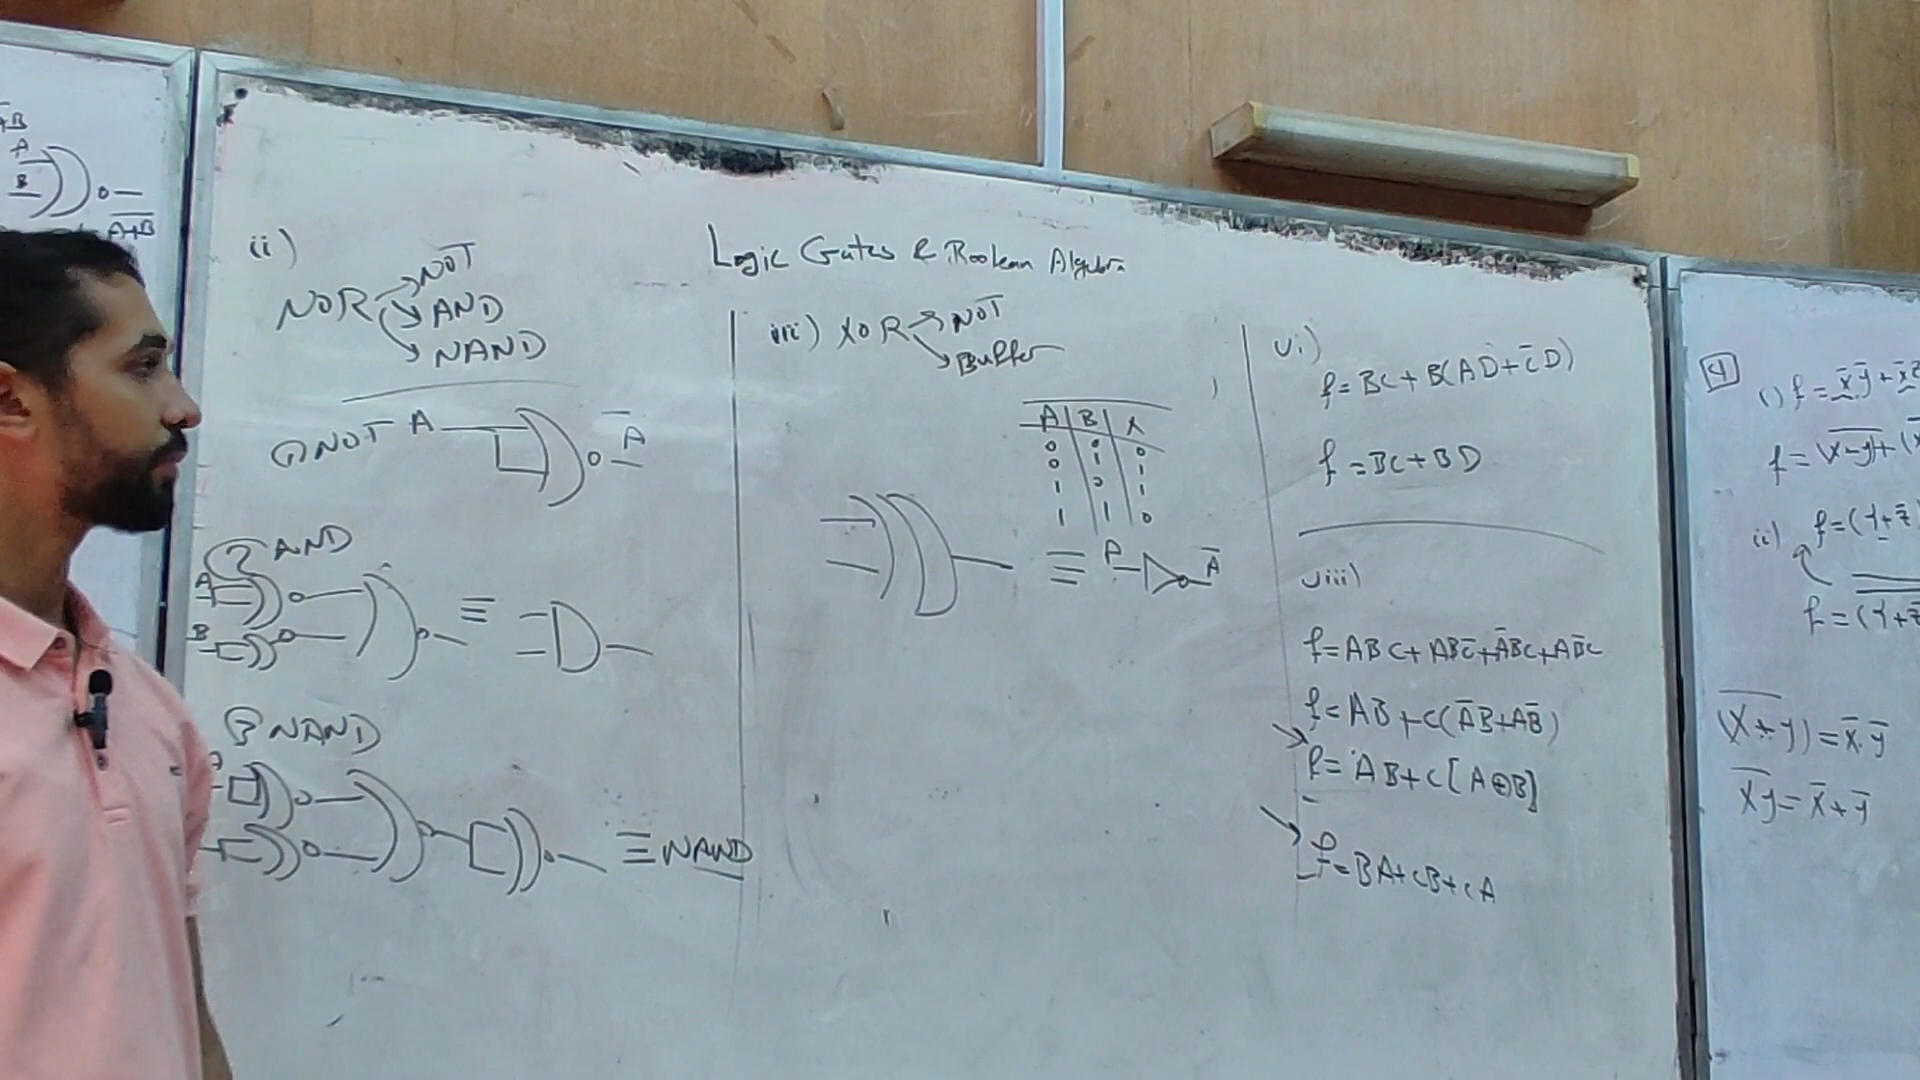 A
B
A+B
Logic Gates & Boolean Algebra
ii)
NOR → NOT
AND
NAND
① NOT A
Ā
② AND
A
B
≡
③ NAND
A
≡ NAND
iii) XOR → NOT
Buffer
A | B | X
0 0 0
0 1 1
1 0 1
1 1 0
≡ A Ā
vi)
f = BC + B(AD + C̄D)
f = BC + BD
viii)
f = ABC + ABC̄ + ĀBC + AB̄C
f = AB + C(ĀB + AB̄)
f = AB + C[A⊕B]
f = BA + CB + CA
4
(X+y)‾ = X̄.ȳ
X̅y̅ = X̄ + ȳ